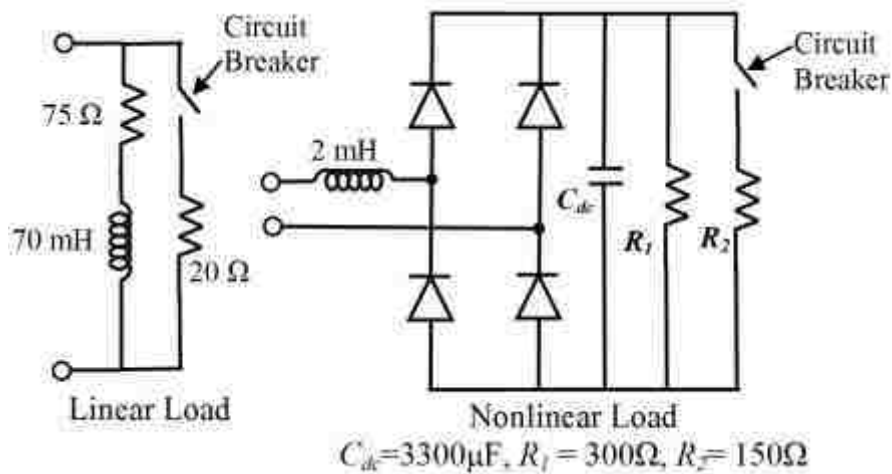 Circuit
Breaker
75 Ω
70 mH
20 Ω
Linear Load
2 mH
C_dc
R_1
R_2
Circuit
Breaker
Nonlinear Load
C_dc=3300μF, R_1 = 300Ω, R_2= 150Ω